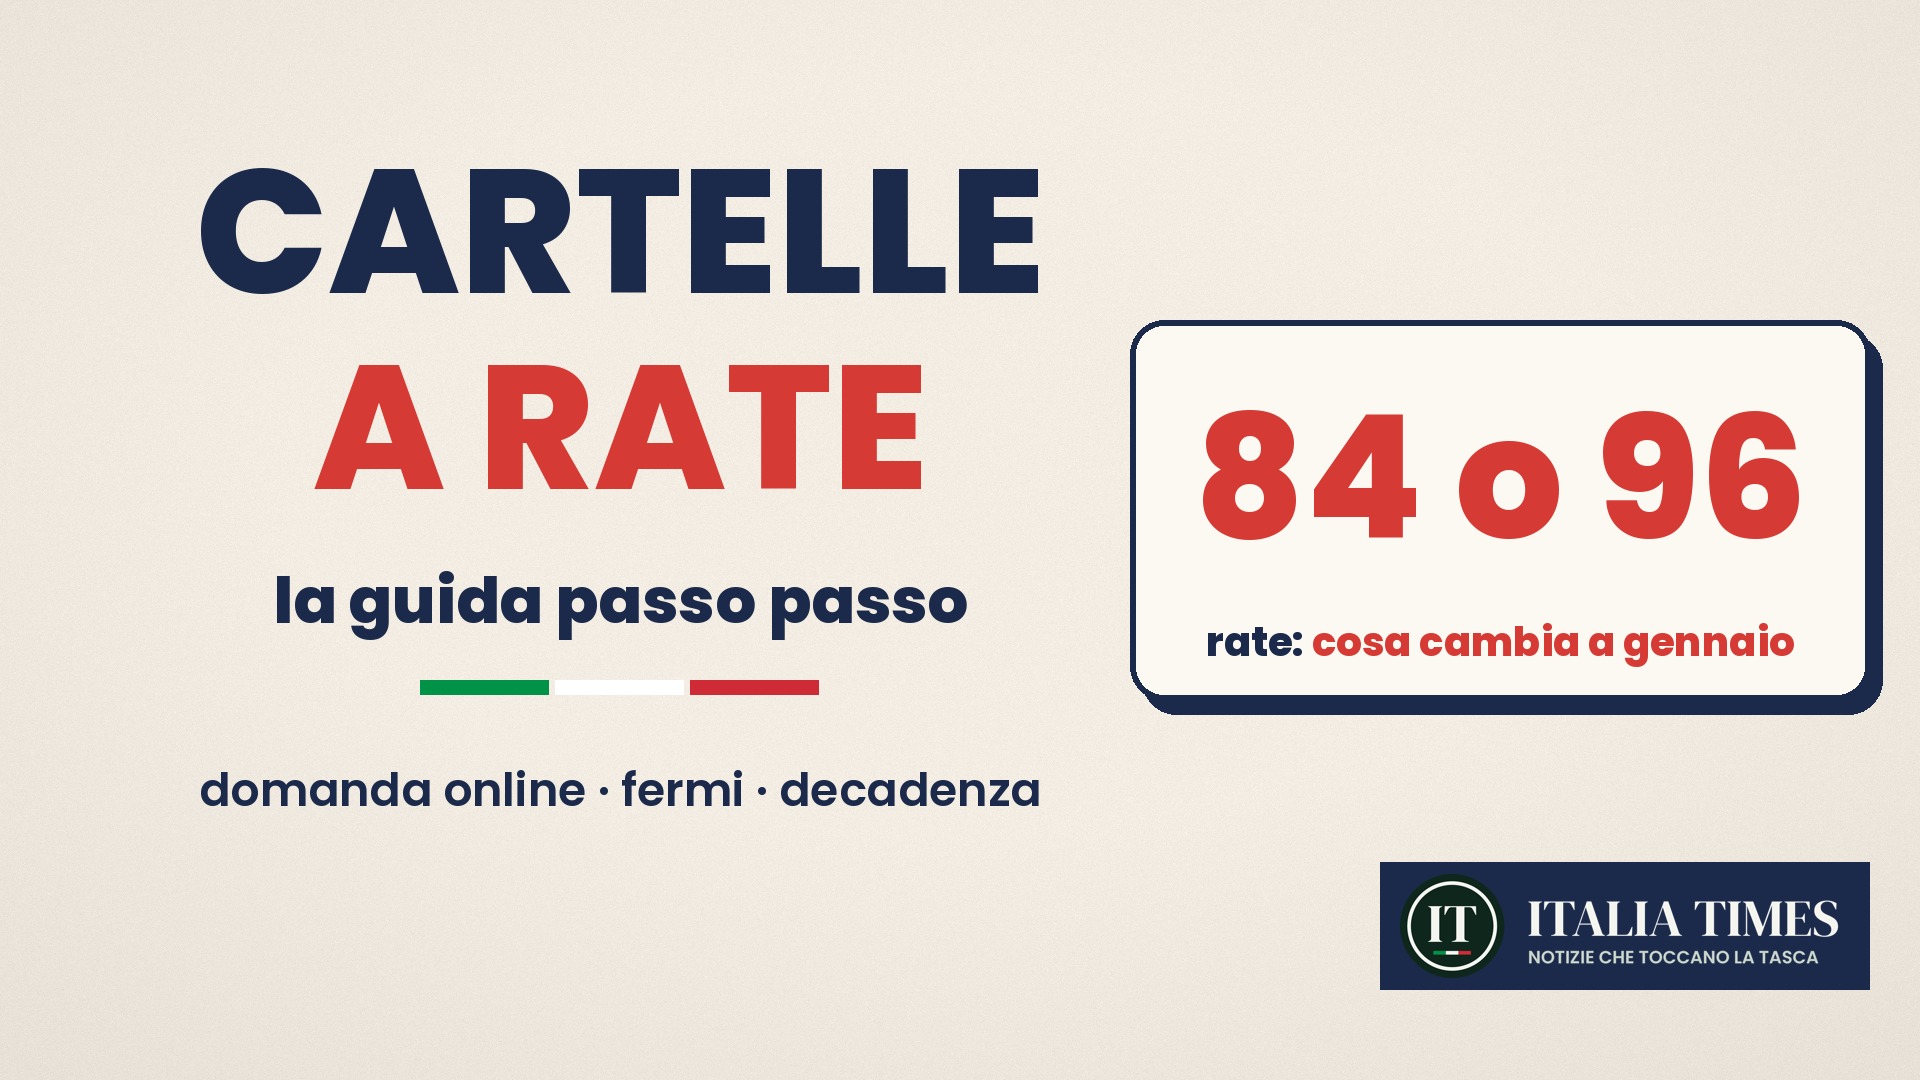 CARTELLE
A RATE
la guida passo passo
domanda online · fermi · decadenza
84 o 96
rate: cosa cambia a gennaio
IT
ITALIA TIMES
NOTIZIE CHE TOCCANO LA TASCA